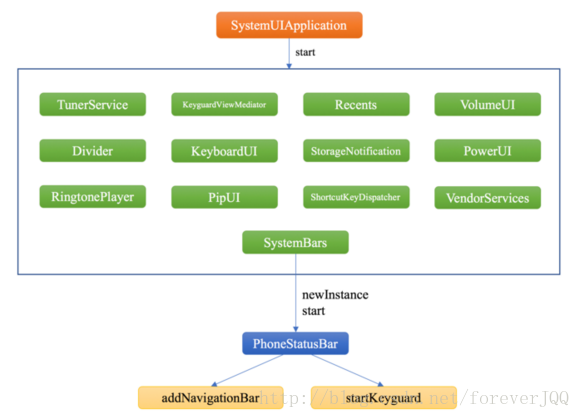 SystemUIApplication
start
TunerService KeyguardViewMediator Recents VolumeUI
Divider KeyboardUI StorageNotification PowerUI
RingtonePlayer PipUI ShortcutKeyDispatcher VendorServices
SystemBars
newInstance
start
PhoneStatusBar
addNavigationBar startKeyguard
http://blog.csdn.net/foreverJQQ